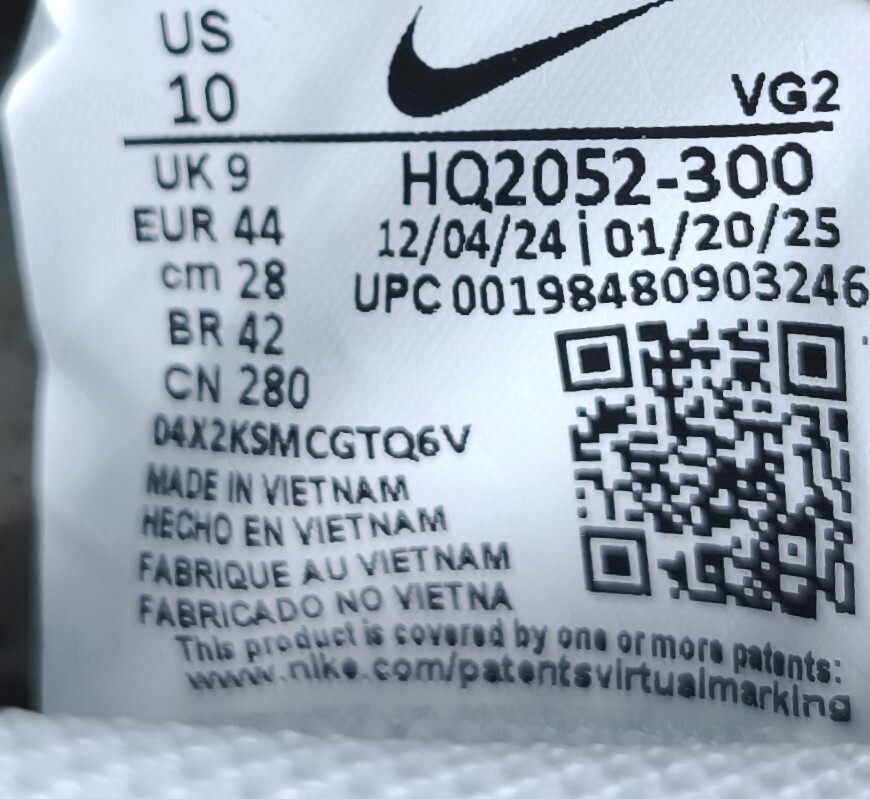 US
10
VG2
UK 9
HQ2052-300
EUR 44
12/04/24 | 01/20/25
cm 28
UPC 00198480903246
BR 42
CN 280
04X2KSMCGTQ6V
MADE IN VIETNAM
HECHO EN VIETNAM
FABRIQUE AU VIETNAM
FABRICADO NO VIETNA
This product is covered by one or more patents:
www.nike.com/patentsvirtualmarking